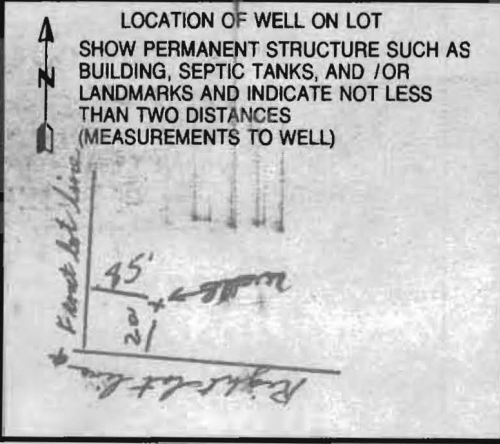 LOCATION OF WELL ON LOT
SHOW PERMANENT STRUCTURE SUCH AS
BUILDING, SEPTIC TANKS, AND /OR
LANDMARKS AND INDICATE NOT LESS
THAN TWO DISTANCES
(MEASUREMENTS TO WELL)
N
Front lot line
45'
well
20'
Right lot line